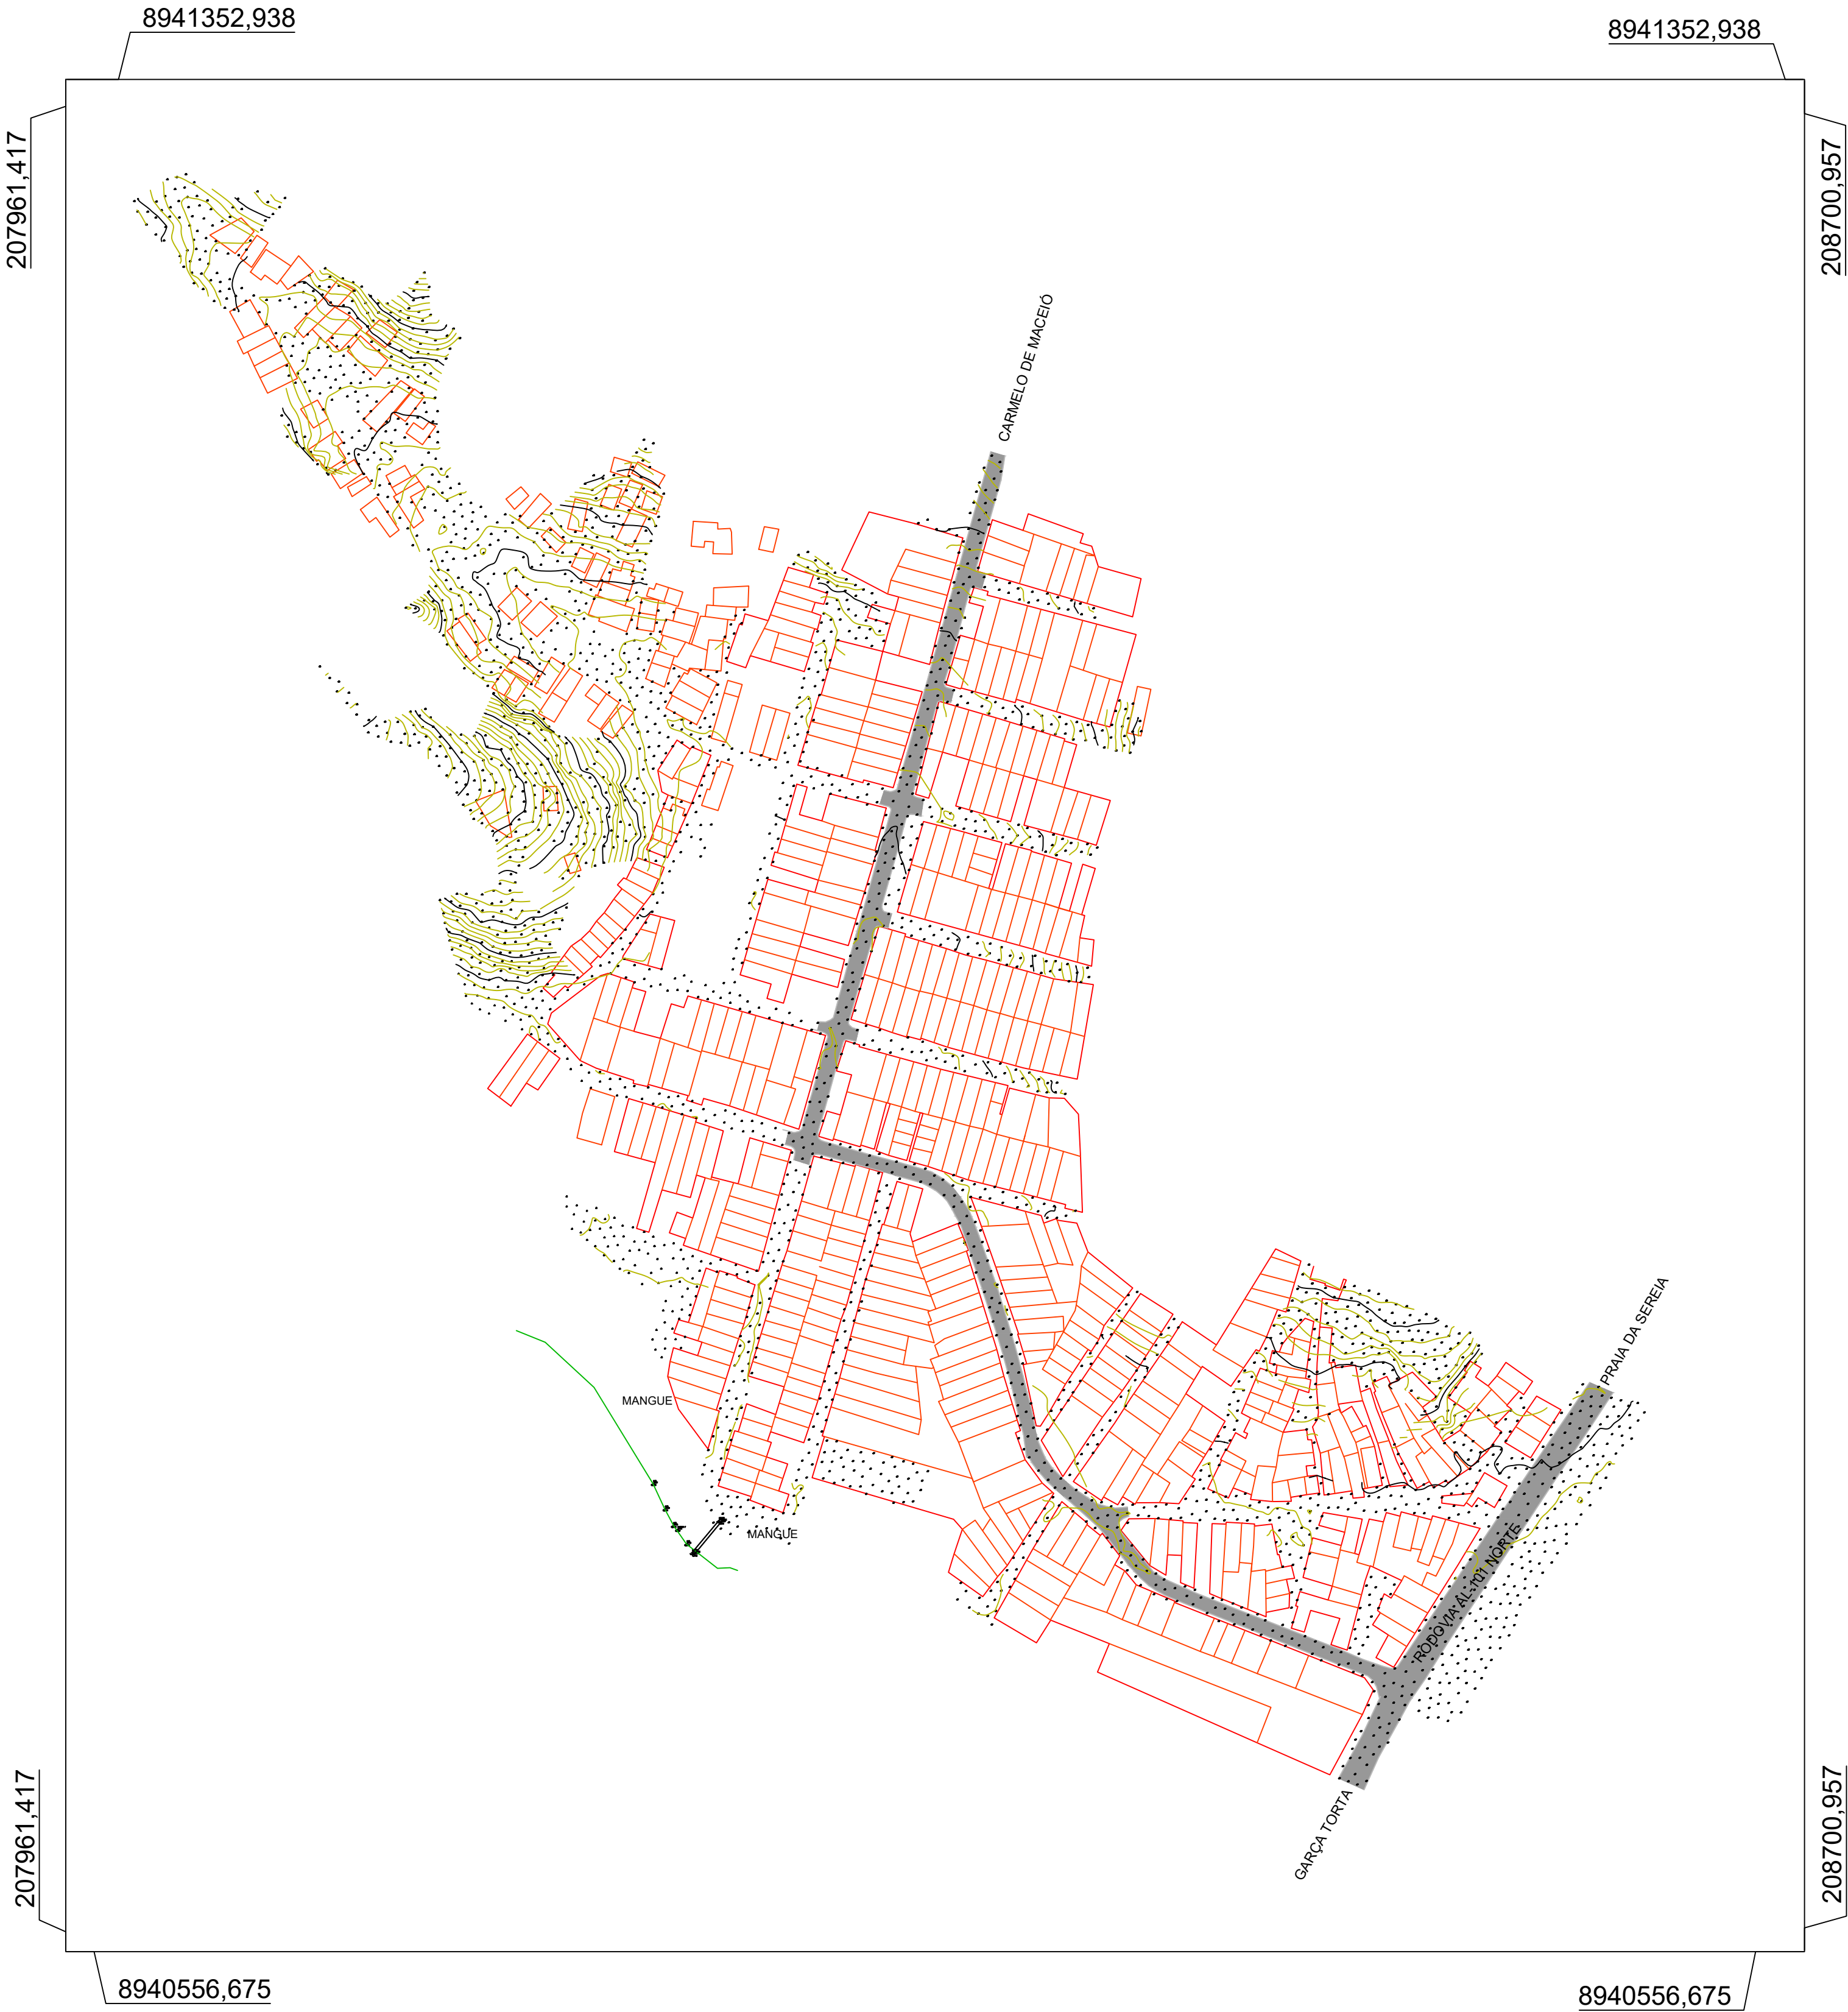 8941352,938
8941352,938
207961,417
208700,957
CARMELO DE MACEIÓ
PRAIA DA SEREIA
MANGUE
MANGUE
RODOVIA AL-101 NORTE
GARÇA TORTA
207961,417
208700,957
8940556,675
8940556,675